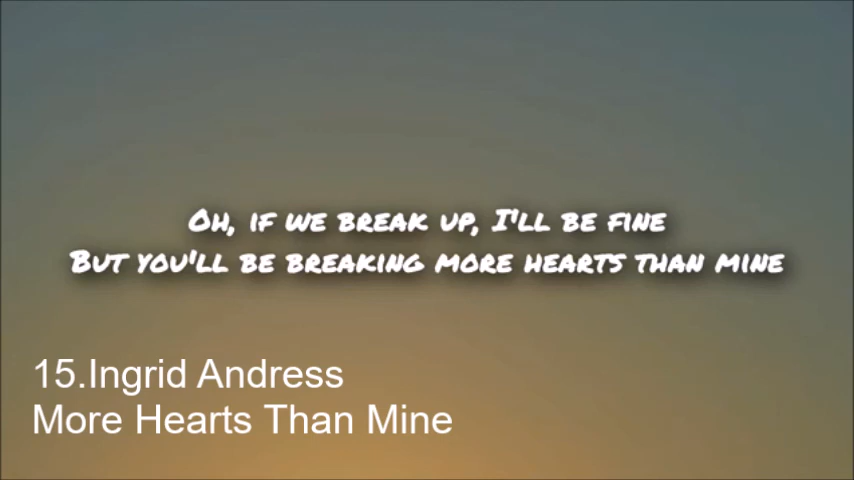 OH, IF WE BREAK UP, I'LL BE FINE
BUT YOU'LL BE BREAKING MORE HEARTS THAN MINE
15.Ingrid Andress
More Hearts Than Mine